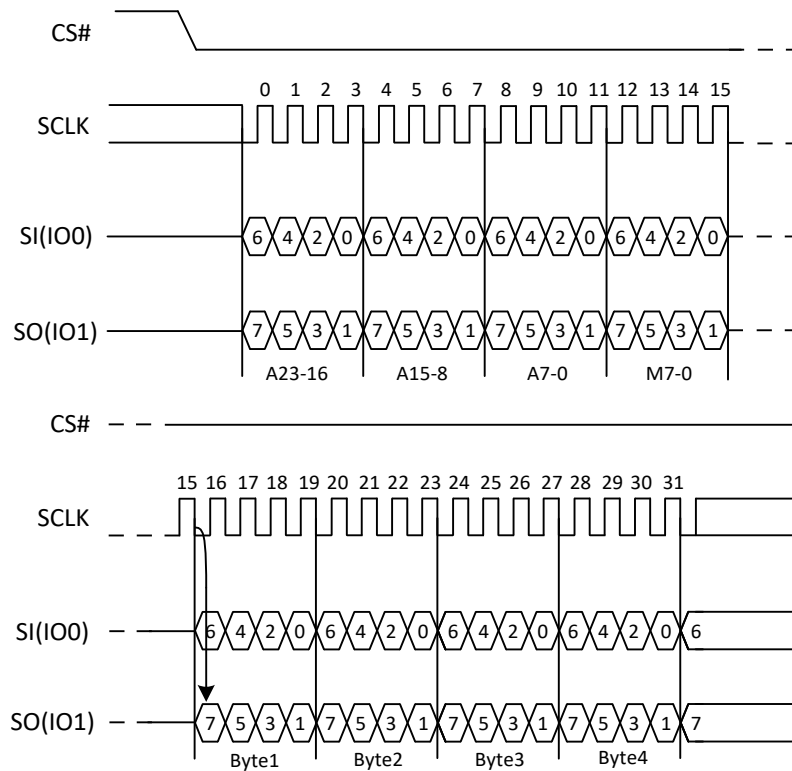 CS#
0 1 2 3 4 5 6 7 8 9 10 11 12 13 14 15
SCLK
SI(IO0) 6 4 2 0 6 4 2 0 6 4 2 0 6 4 2 0
SO(IO1) 7 5 3 1 7 5 3 1 7 5 3 1 7 5 3 1
A23-16 A15-8 A7-0 M7-0
CS#
15 16 17 18 19 20 21 22 23 24 25 26 27 28 29 30 31
SCLK
SI(IO0) 6 4 2 0 6 4 2 0 6 4 2 0 6 4 2 0 6
SO(IO1) 7 5 3 1 7 5 3 1 7 5 3 1 7 5 3 1 7
Byte1 Byte2 Byte3 Byte4